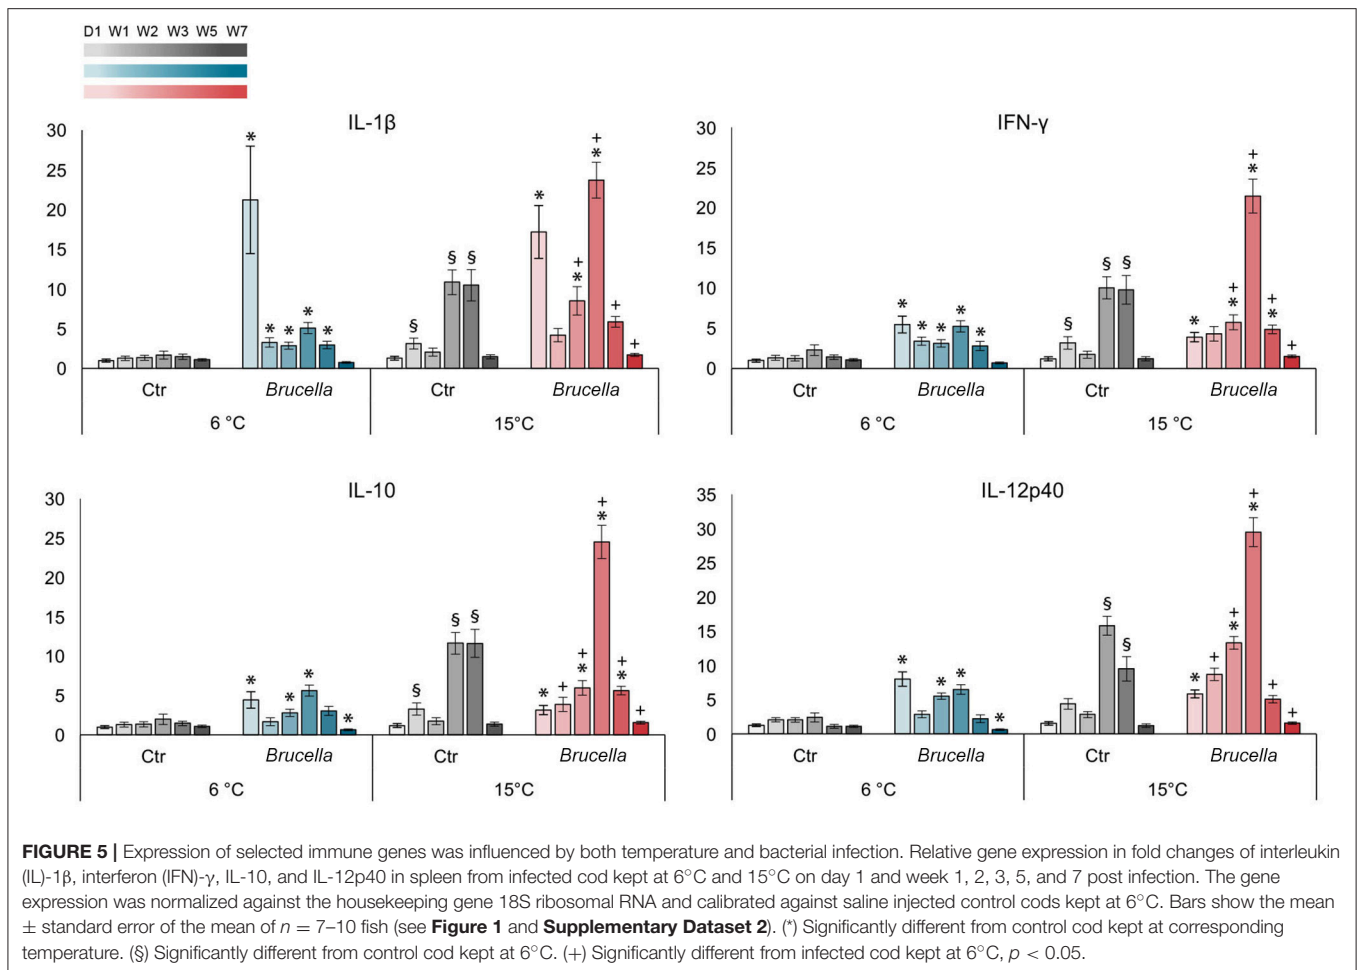 D1 W1 W2 W3 W5 W7
IL-1β
30
25
20
15
10
5
0
* * * * * § § § * + * + * + +
Ctr Brucella Ctr Brucella
6 °C 15°C
IFN-γ
30
25
20
15
10
5
0
* * * * * § § § * + * + * + * +
Ctr Brucella Ctr Brucella
6 °C 15°C
IL-10
30
25
20
15
10
5
0
* * * * § § § * + + * + * + * +
Ctr Brucella Ctr Brucella
6 °C 15°C
IL-12p40
35
30
25
20
15
10
5
0
* * * * § § * + + * + * + +
Ctr Brucella Ctr Brucella
6 °C 15°C
FIGURE 5 | Expression of selected immune genes was influenced by both temperature and bacterial infection. Relative gene expression in fold changes of interleukin
(IL)-1β, interferon (IFN)-γ, IL-10, and IL-12p40 in spleen from infected cod kept at 6°C and 15°C on day 1 and week 1, 2, 3, 5, and 7 post infection. The gene
expression was normalized against the housekeeping gene 18S ribosomal RNA and calibrated against saline injected control cods kept at 6°C. Bars show the mean
± standard error of the mean of n = 7–10 fish (see Figure 1 and Supplementary Dataset 2). (*) Significantly different from control cod kept at corresponding
temperature. (§) Significantly different from control cod kept at 6°C. (+) Significantly different from infected cod kept at 6°C, p < 0.05.